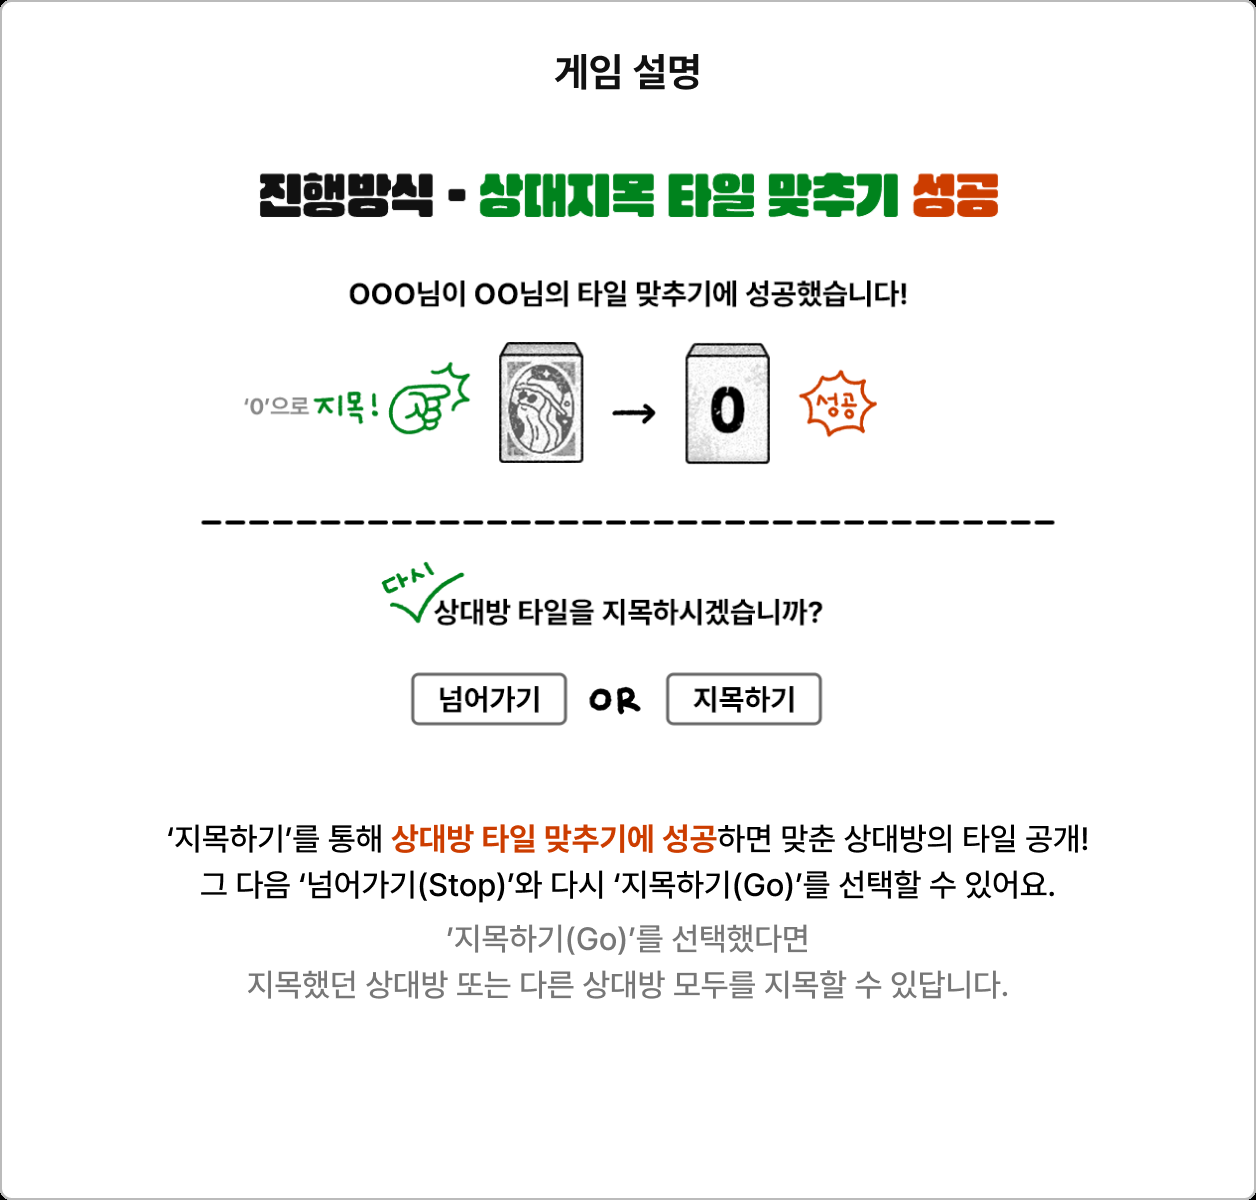 게임 설명
진행방식 - 상대지목 타일 맞추기 성공
OOO님이 OO님의 타일 맞추기에 성공했습니다!
‘0’으로 지목!
0
성공
다시
상대방 타일을 지목하시겠습니까?
넘어가기 OR 지목하기
‘지목하기’를 통해 상대방 타일 맞추기에 성공하면 맞춘 상대방의 타일 공개!
그 다음 ‘넘어가기(Stop)’와 다시 ‘지목하기(Go)’를 선택할 수 있어요.
’지목하기(Go)’를 선택했다면
지목했던 상대방 또는 다른 상대방 모두를 지목할 수 있답니다.